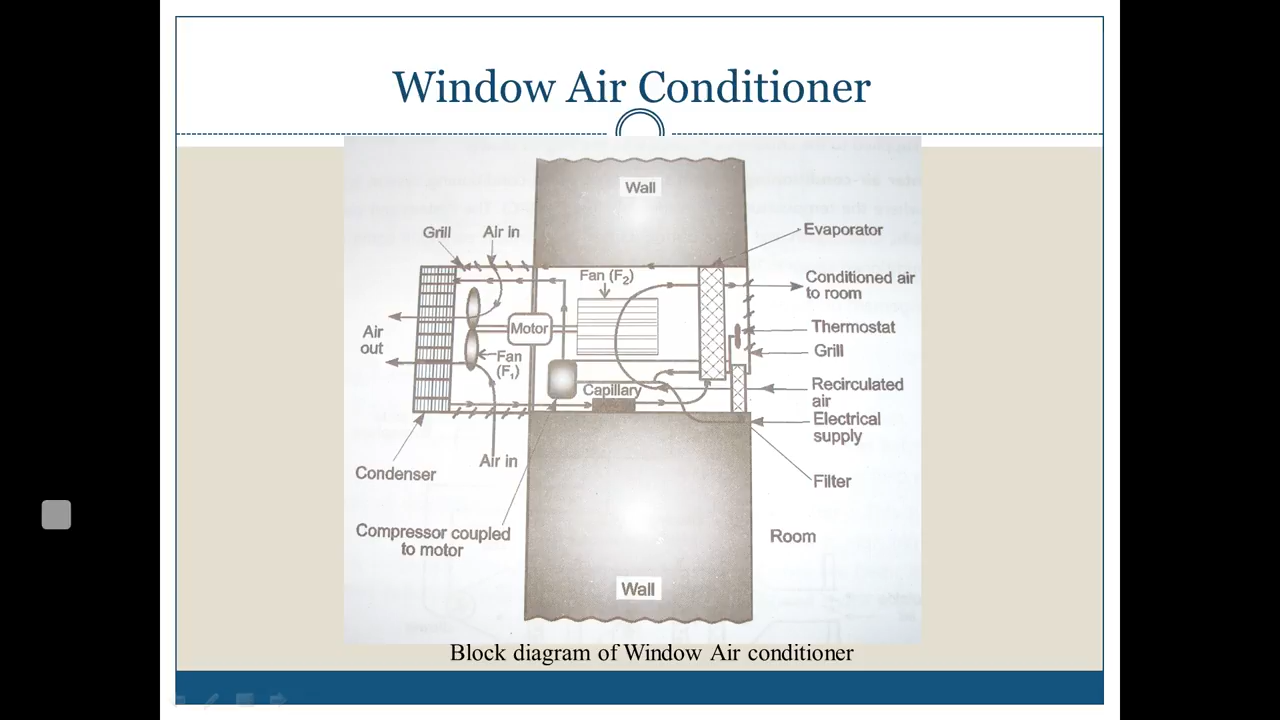 Window Air Conditioner
Wall
Grill
Air in
Evaporator
Fan (F₂)
Conditioned air
to room
Motor
Thermostat
Air
out
Grill
Fan
(F₁)
Capillary
Recirculated
air
Electrical
supply
Air in
Condenser
Filter
Compressor coupled
to motor
Room
Wall
Block diagram of Window Air conditioner